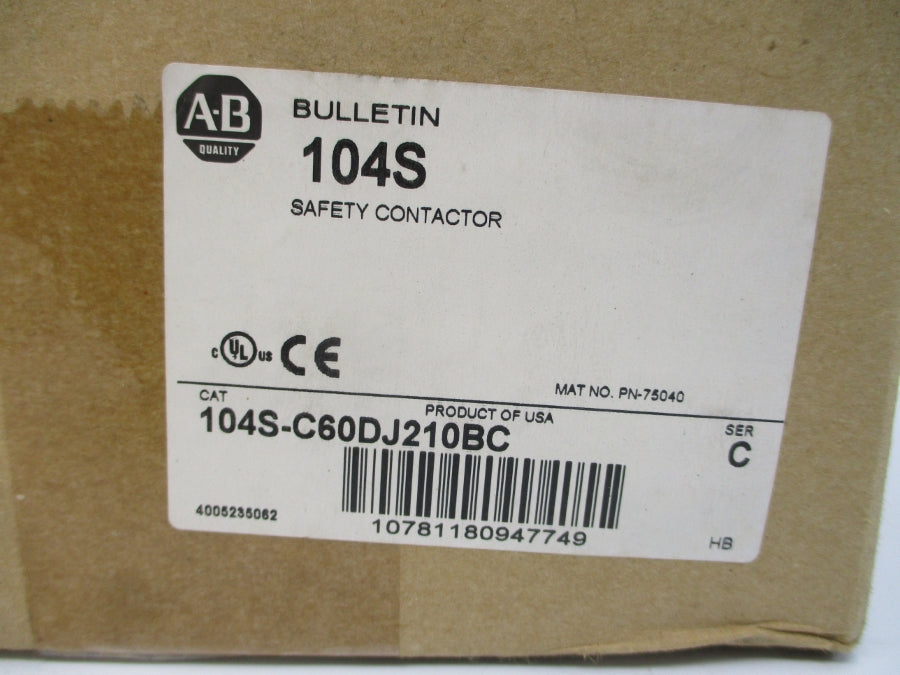 A-B
QUALITY
BULLETIN
104S
SAFETY CONTACTOR
c UL us CE
MAT NO. PN-75040
CAT
PRODUCT OF USA
104S-C60DJ210BC
SER
C
4005235062
10781180947749
HB